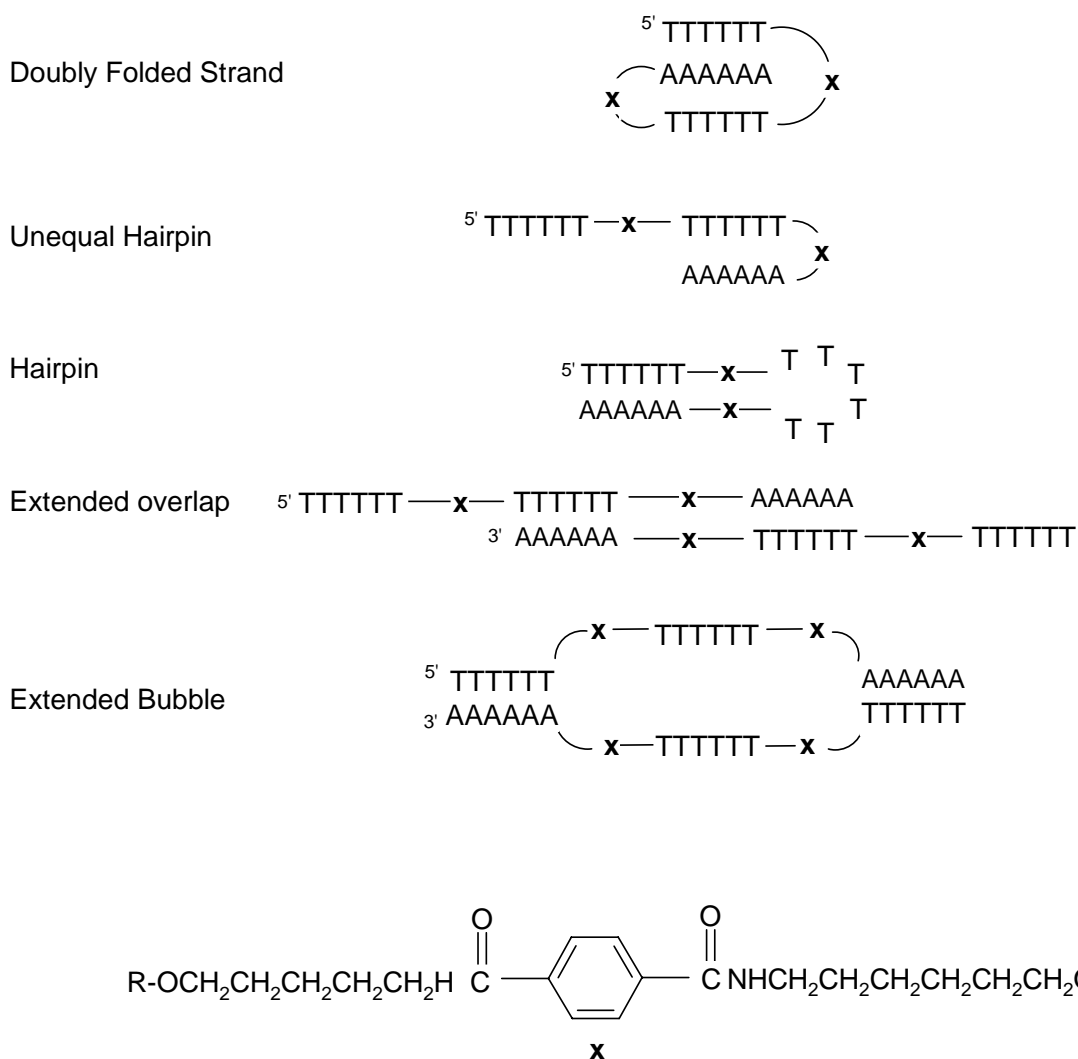 5' TTTTTT
Doubly Folded Strand
AAAAAA
x
x
TTTTTT
5' TTTTTT x TTTTTT
Unequal Hairpin
x
AAAAAA
Hairpin
5' TTTTTT x T T T
AAAAAA x T T T
Extended overlap
5' TTTTTT x TTTTTT x AAAAAA
3' AAAAAA x TTTTTT x TTTTTT
x TTTTTT x
5' TTTTTT AAAAAA
Extended Bubble
3' AAAAAA TTTTTT
x TTTTTT x
O O
R-OCH₂CH₂CH₂CH₂CH₂H C CNHCH₂CH₂CH₂CH₂CH₂CH₂
x